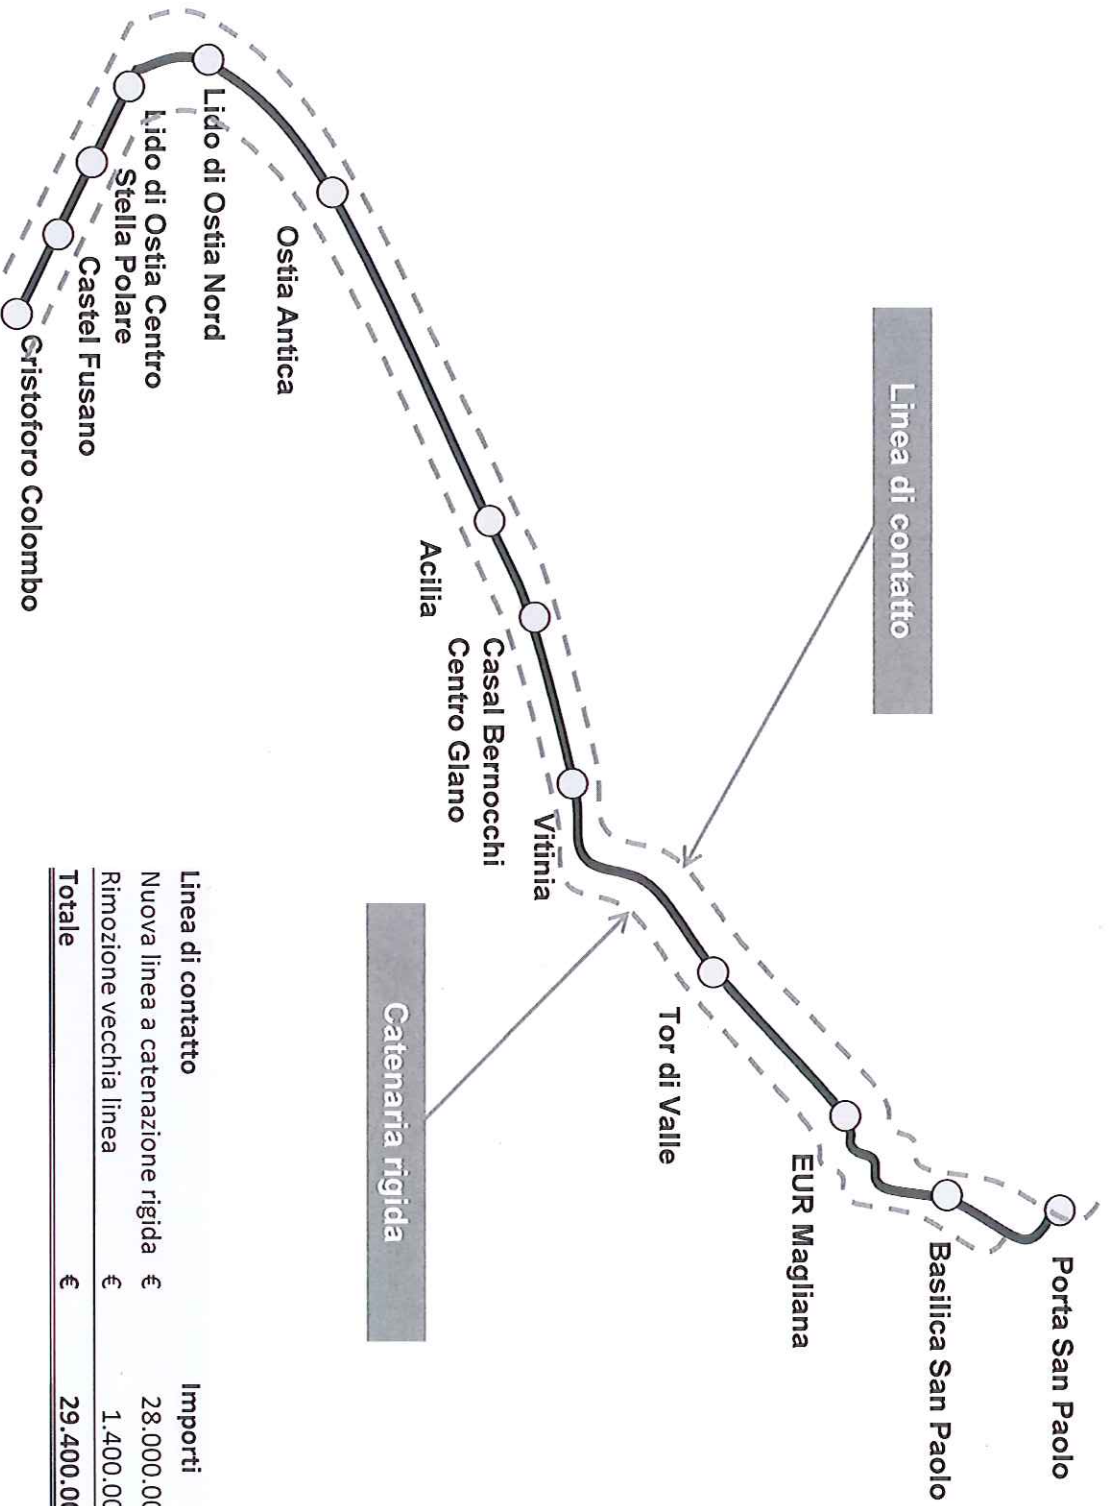 Porta San Paolo
Basilica San Paolo
EUR Magliana
Tor di Valle
Vitinia
Casal Bernocchi
Centro Giano
Acilia
Ostia Antica
Lido di Ostia Nord
Lido di Ostia Centro
Stella Polare
Castel Fusano
Cristoforo Colombo
Linea di contatto
Catenaria rigida
Linea di contatto Importi
Nuova linea a catenazione rigida € 28.000.00
Rimozione vecchia linea € 1.400.00
Totale € 29.400.00